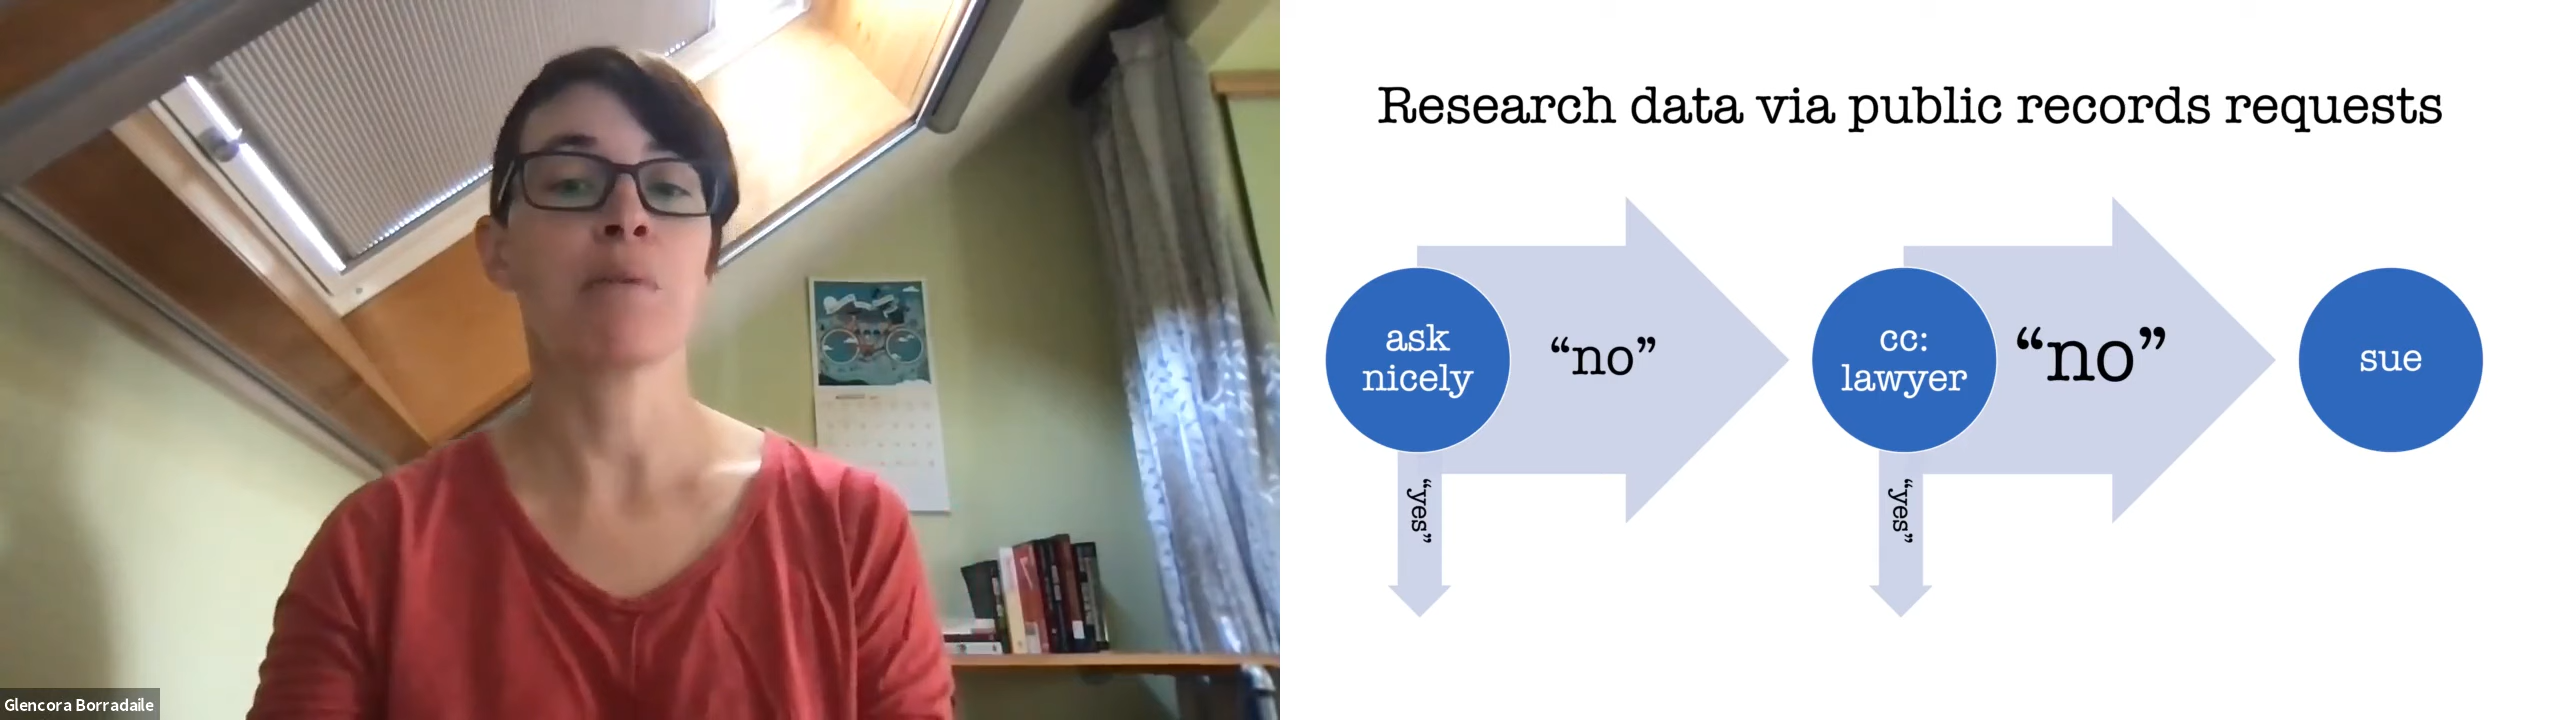 Glencora Borradaile
Research data via public records requests
ask
nicely
“no”
cc:
lawyer
“no”
sue
“yes”
“yes”